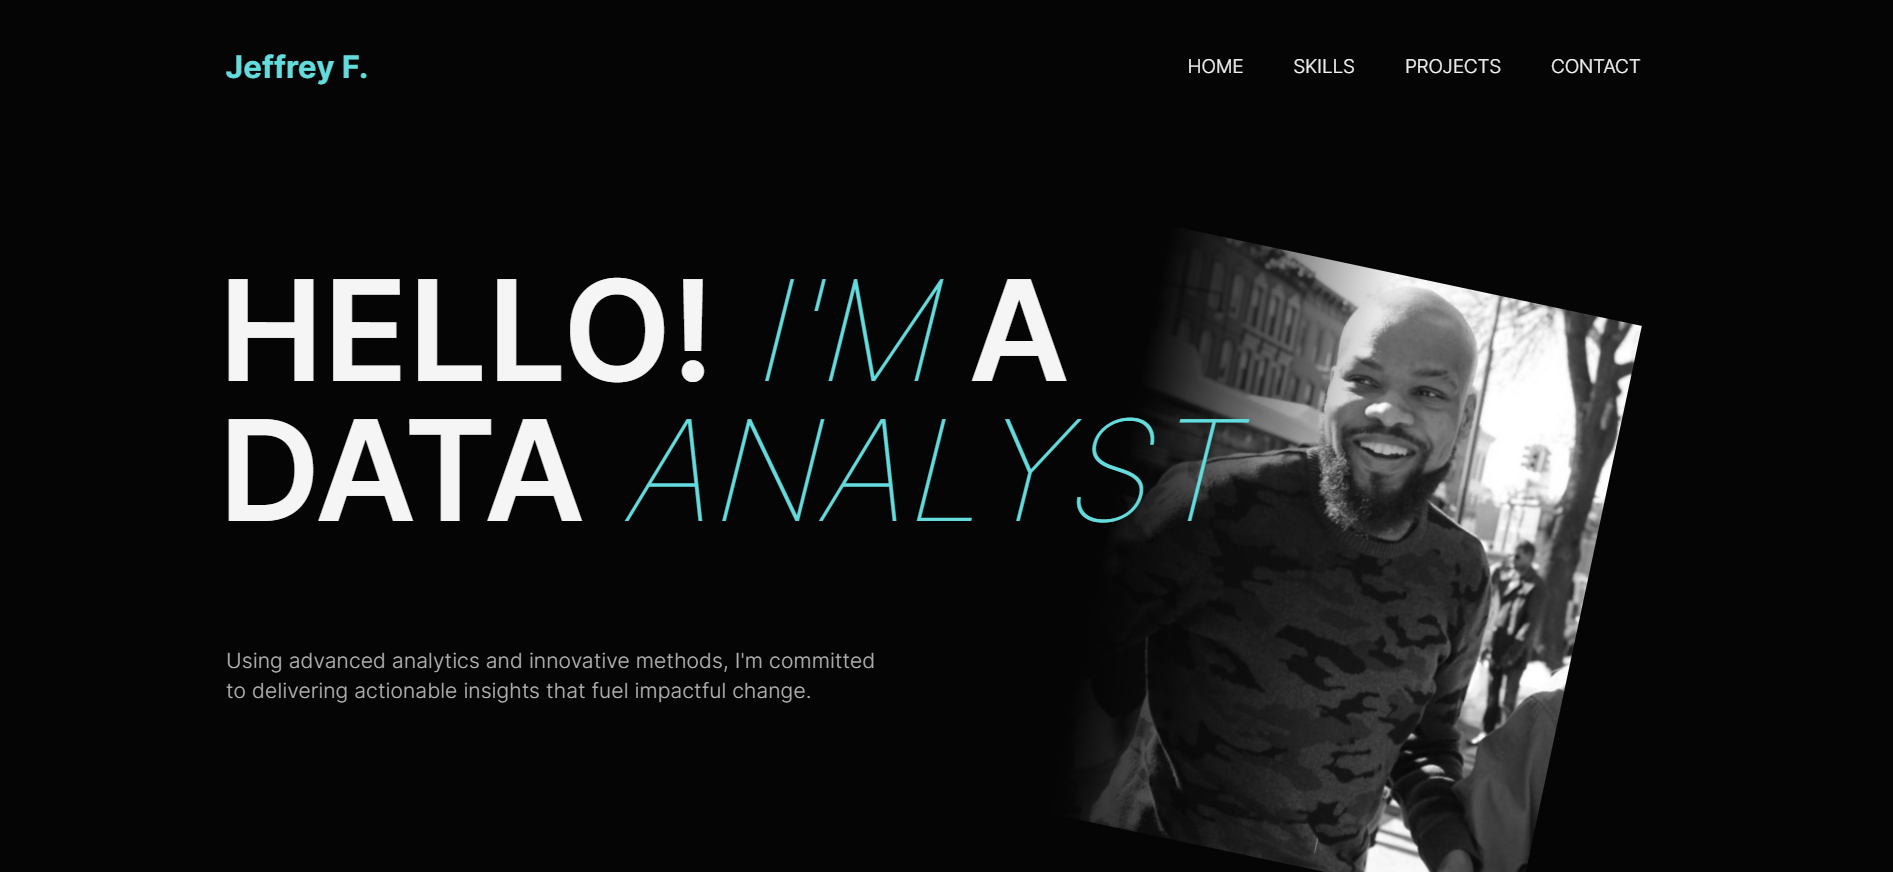 Jeffrey F.
HOME SKILLS PROJECTS CONTACT
HELLO! I'M A
DATA ANALYST
Using advanced analytics and innovative methods, I'm committed
to delivering actionable insights that fuel impactful change.